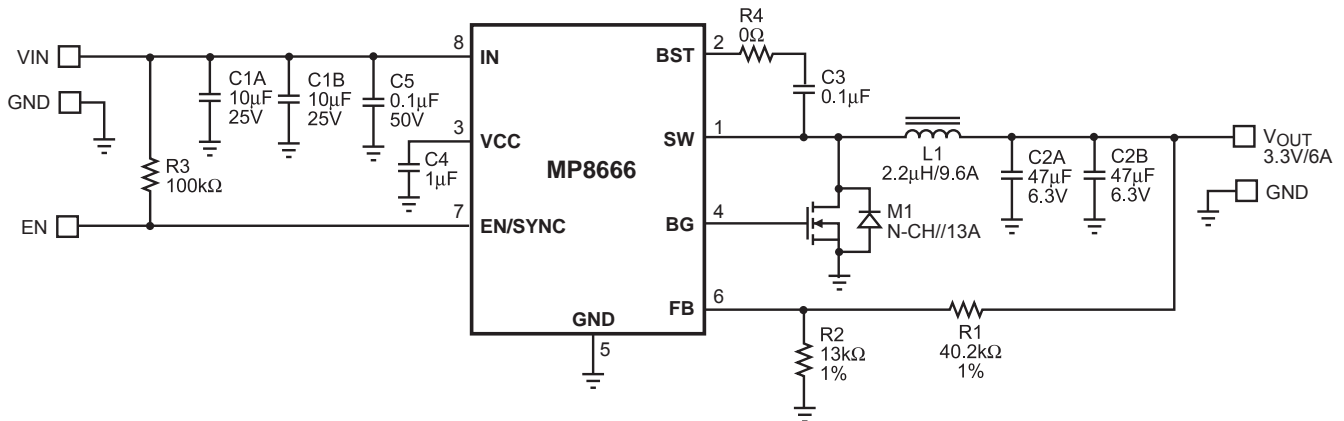 VIN
GND
EN
R3
100kΩ
C1A
10µF
25V
C1B
10µF
25V
C5
0.1µF
50V
C4
1µF
8
3
7
IN
VCC
EN/SYNC
MP8666
GND
5
BST
SW
BG
FB
2
1
4
6
R4
0Ω
C3
0.1µF
L1
2.2µH/9.6A
M1
N-CH//13A
C2A
47µF
6.3V
C2B
47µF
6.3V
VOUT
3.3V/6A
GND
R2
13kΩ
1%
R1
40.2kΩ
1%